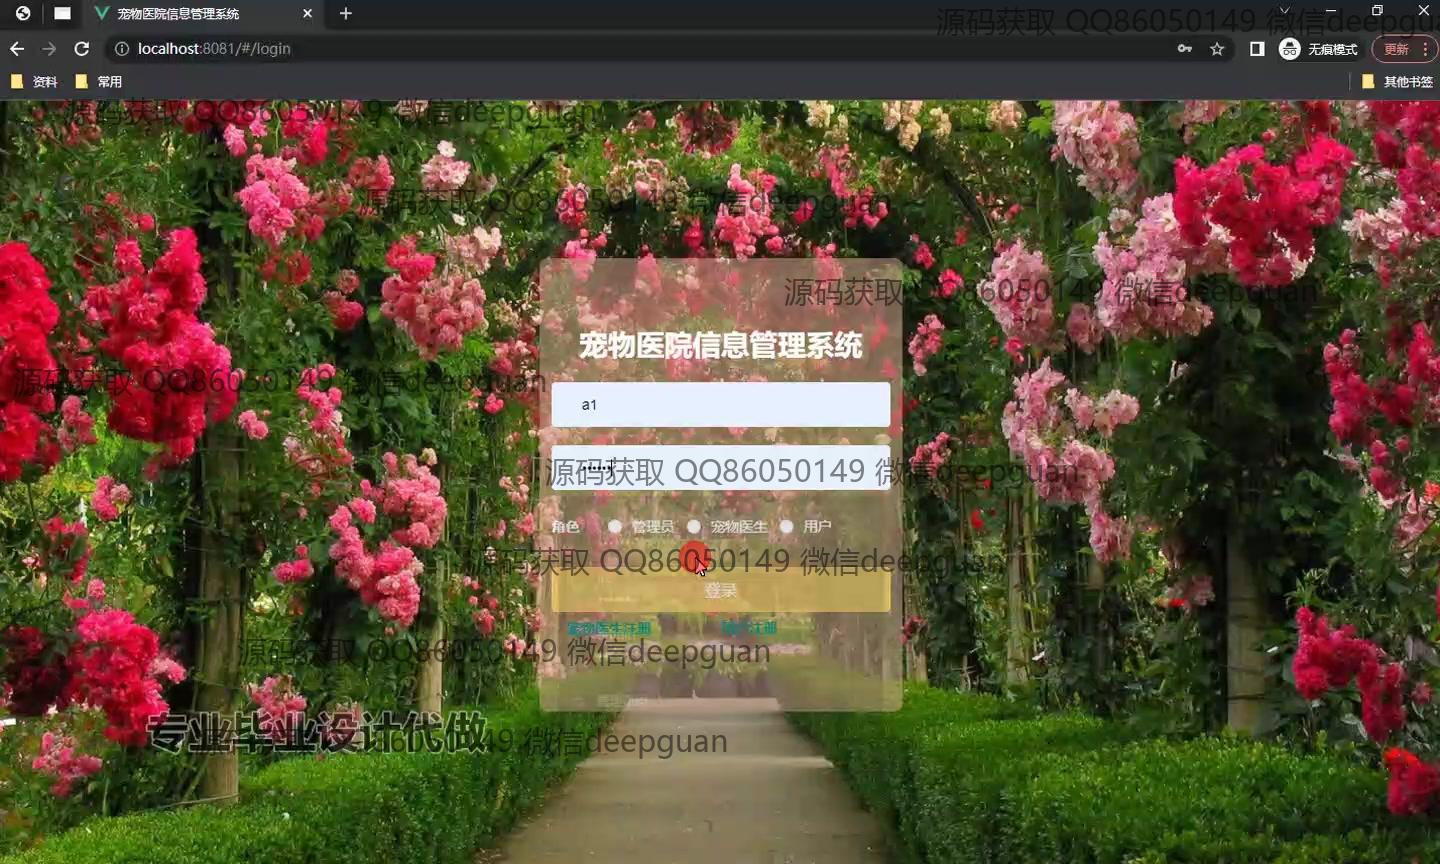 宠物医院信息管理系统
源码获取 QQ86050149 微信deepguan
localhost:8081/#/login
无痕模式
更新
资料
常用
其他书签
源码获取 QQ86050149 微信deepguan
源码获取 QQ86050149 微信deepguan
源码获取 QQ86050149 微信deepguan
宠物医院信息管理系统
源码获取 QQ86050149 微信deepguan
a1
源码获取 QQ86050149 微信deepguan
角色 管理员 宠物医生 用户
源码获取 QQ86050149 微信deepguan
登录
宠物医生注册 用户注册
源码获取 QQ86050149 微信deepguan
专业毕业设计代做
微信deepguan